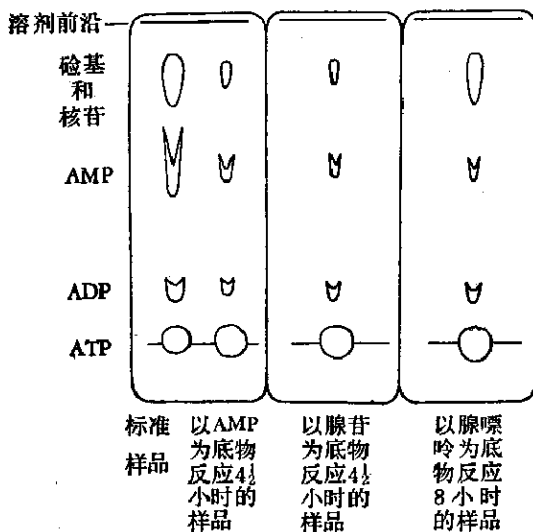 溶剂前沿
硷基
和
核苷
AMP
ADP
ATP
标准
样品
以AMP
为底物
反应4½
小时的
样品
以腺苷
为底物
反应4½
小时的
样品
以腺嘌
呤为底
物反应
8小时
的样品